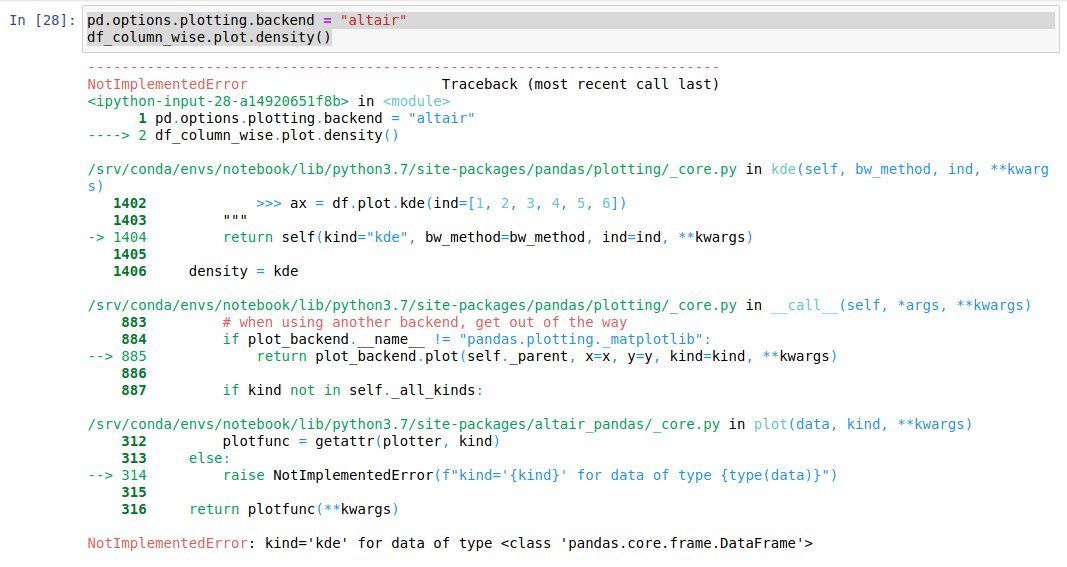 In [28]: pd.options.plotting.backend = "altair"
df_column_wise.plot.density()
---------------------------------------------------------------------------
NotImplementedError                       Traceback (most recent call last)
<ipython-input-28-a14920651f8b> in <module>
      1 pd.options.plotting.backend = "altair"
----> 2 df_column_wise.plot.density()
/srv/conda/envs/notebook/lib/python3.7/site-packages/pandas/plotting/_core.py in kde(self, bw_method, ind, **kwarg
s)
   1402             >>> ax = df.plot.kde(ind=[1, 2, 3, 4, 5, 6])
   1403         """
-> 1404         return self(kind="kde", bw_method=bw_method, ind=ind, **kwargs)
   1405
   1406     density = kde
/srv/conda/envs/notebook/lib/python3.7/site-packages/pandas/plotting/_core.py in __call__(self, *args, **kwargs)
    883         # when using another backend, get out of the way
    884         if plot_backend.__name__ != "pandas.plotting._matplotlib":
--> 885             return plot_backend.plot(self._parent, x=x, y=y, kind=kind, **kwargs)
    886
    887         if kind not in self._all_kinds:
/srv/conda/envs/notebook/lib/python3.7/site-packages/altair_pandas/_core.py in plot(data, kind, **kwargs)
    312         plotfunc = getattr(plotter, kind)
    313     else:
--> 314         raise NotImplementedError(f"kind='{kind}' for data of type {type(data)}")
    315
    316     return plotfunc(**kwargs)
NotImplementedError: kind='kde' for data of type <class 'pandas.core.frame.DataFrame'>